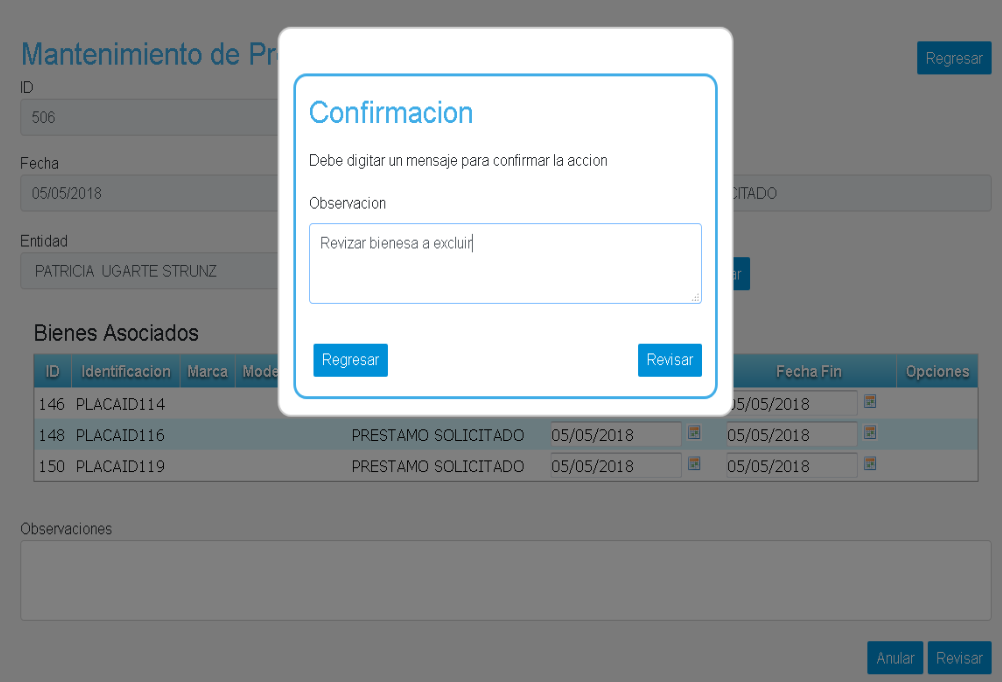 Mantenimiento de Pr
Regresar
ID
506
Fecha
05/05/2018
CITADO
Entidad
PATRICIA UGARTE STRUNZ
ar
Confirmacion
Debe digitar un mensaje para confirmar la accion
Observacion
Revizar bienesa a excluir
Regresar Revisar
Bienes Asociados
ID Identificacion Marca Mode Fecha Fin Opciones
146 PLACAID114 05/05/2018
148 PLACAID116 PRESTAMO SOLICITADO 05/05/2018 05/05/2018
150 PLACAID119 PRESTAMO SOLICITADO 05/05/2018 05/05/2018
Observaciones
Anular Revisar